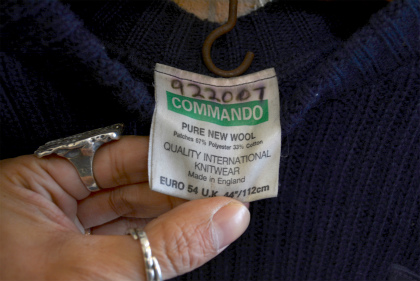 922007
COMMANDO
PURE NEW WOOL
Patches 67% Polyester 33% Cotton
QUALITY INTERNATIONAL
KNITWEAR
Made in England
EURO 54 U.K. 44"/112cm